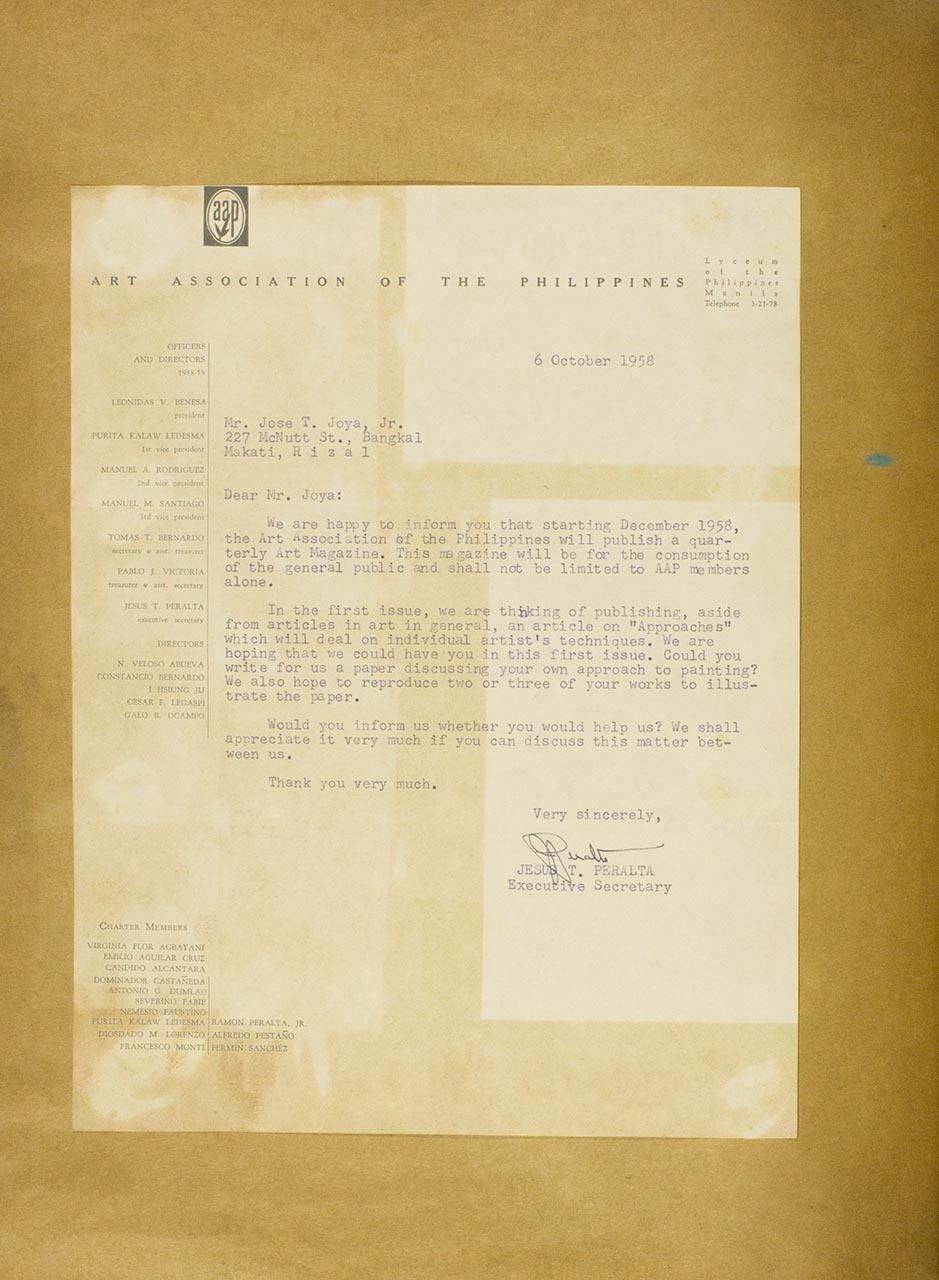 aap
ART ASSOCIATION OF THE PHILIPPINES
Lyceum
of the
Philippines
Manila
Telephone 3-21-78
OFFICERS
AND DIRECTORS
1958-59
LEONIDAS V. BENESA
president
PURITA KALAW LEDESMA
1st vice president
MANUEL A. RODRIGUEZ
2nd vice president
MANUEL M. SANTIAGO
3rd vice president
TOMAS T. BERNARDO
secretary & asst. treasurer
PABLO J. VICTORIA
treasurer & asst. secretary
JESUS T. PERALTA
executive secretary
DIRECTORS
N. VELOSO ABUEVA
CONSTANCIO BERNARDO
I HSIUNG JU
CESAR F. LEGASPI
GALO B. OCAMPO
6 October 1958
Mr. Jose T. Joya, Jr.
227 McNutt St., Bangkal
Makati, R i z a l
Dear Mr. Joya:
We are happy to inform you that starting December 1958,
the Art Association of the Philippines will publish a quar-
terly Art Magazine. This magazine will be for the consumption
of the general public and shall not be limited to AAP members
alone.
In the first issue, we are thinking of publishing, aside
from articles in art in general, an article on "Approaches"
which will deal on individual artist's techniques. We are
hoping that we could have you in this first issue. Could you
write for us a paper discussing your own approach to painting?
We also hope to reproduce two or three of your works to illus-
trate the paper.
Would you inform us whether you would help us? We shall
appreciate it very much if you can discuss this matter bet-
ween us.
Thank you very much.
Very sincerely,
JPeralta
JESUS T. PERALTA
Executive Secretary
CHARTER MEMBERS
VIRGINIA FLOR AGBAYANI
EMILIO AGUILAR CRUZ
CANDIDO ALCANTARA
DOMINADOR CASTAÑEDA
ANTONIO G. DUMLAO
SEVERINO FABIE
NEMESIO FAUSTINO
PURITA KALAW LEDESMA RAMON PERALTA, JR.
DIOSDADO M. LORENZO ALFREDO PESTAÑO
FRANCESCO MONTI FERMIN SANCHEZ